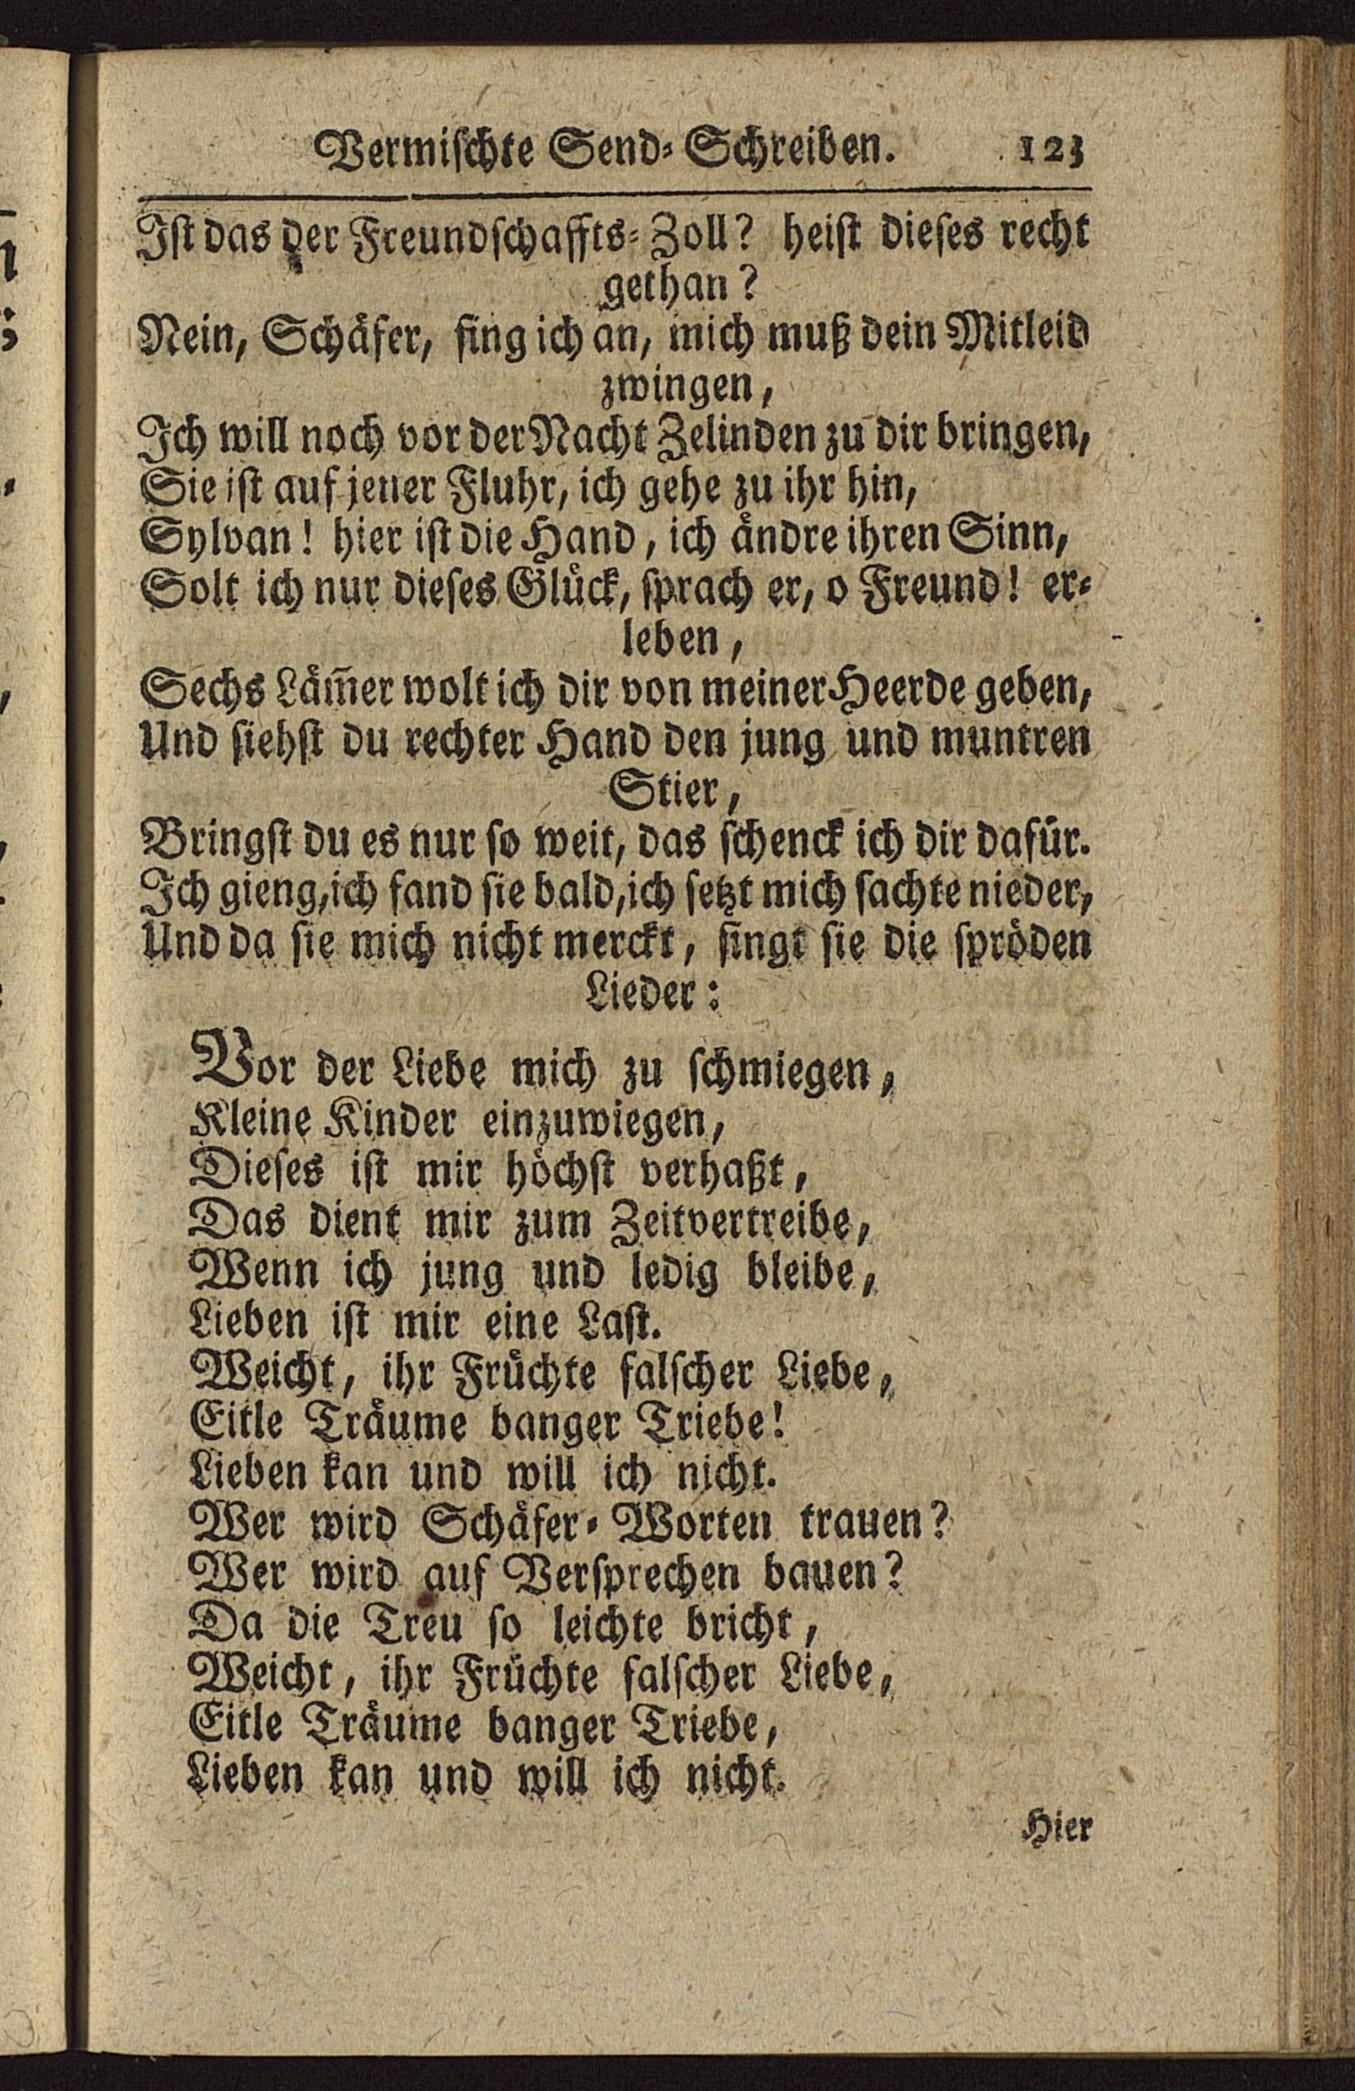 Vermischte Send-Schreiben. 123
Ist das der Freundschaffts-Zoll? heist dieses recht
gethan?
Nein, Schäfer, fing ich an, mich muß dein Mitleid
zwingen,
Ich will noch vor der Nacht Zelinden zu dir bringen,
Sie ist auf jener Fluhr, ich gehe zu ihr hin,
Sylvan! hier ist die Hand, ich ändre ihren Sinn,
Solt ich nur dieses Glück, sprach er, o Freund! er-
leben,
Sechs Läm̅er wolt ich dir von meiner Heerde geben,
Und siehst du rechter Hand den jung und muntren
Stier,
Bringst du es nur so weit, das schenck ich dir dafür.
Ich gieng, ich fand sie bald, ich setzt mich sachte nieder,
Und da sie mich nicht merckt, singt sie die spröden
Lieder:
Vor der Liebe mich zu schmiegen,
Kleine Kinder einzuwiegen,
Dieses ist mir höchst verhaßt,
Das dient mir zum Zeitvertreibe,
Wenn ich jung und ledig bleibe,
Lieben ist mir eine Last.
Weicht, ihr Früchte falscher Liebe,
Eitle Träume banger Triebe!
Lieben kan und will ich nicht.
Wer wird Schäfer-Worten trauen?
Wer wird auf Versprechen bauen?
Da die Treu so leichte bricht,
Weicht, ihr Früchte falscher Liebe,
Eitle Träume banger Triebe,
Lieben kan und will ich nicht.
Hier